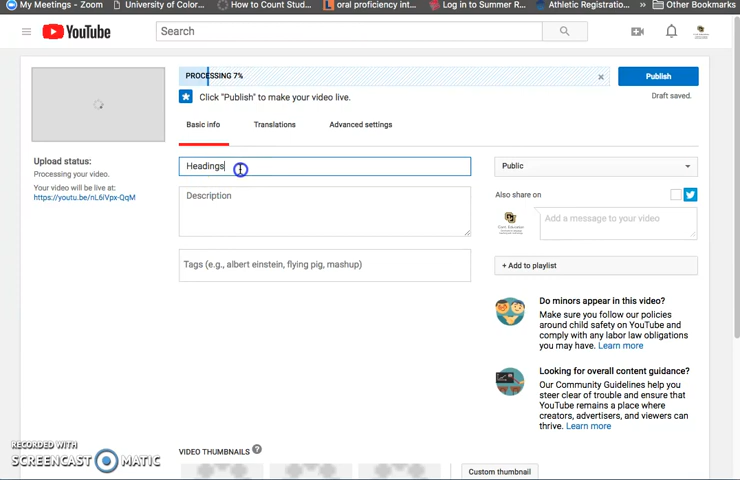 My Meetings - Zoom
University of Color...
How to Count Stud...
oral proficiency int...
Log in to Summer R...
Athletic Registratio...
»
Other Bookmarks
YouTube
Search
PROCESSING 7%
×
Publish
Click "Publish" to make your video live.
Draft saved.
Basic info
Translations
Advanced settings
Upload status:
Processing your video.
Your video will be live at:
https://youtu.be/nL6iVpx-QqM
Headings
Description
Tags (e.g., albert einstein, flying pig, mashup)
Public
Also share on
Add a message to your video
+ Add to playlist
Do minors appear in this video?
Make sure you follow our policies
around child safety on YouTube and
comply with any labor law obligations
you may have. Learn more
Looking for overall content guidance?
Our Community Guidelines help you
steer clear of trouble and ensure that
YouTube remains a place where
creators, advertisers, and viewers can
thrive. Learn more
VIDEO THUMBNAILS ?
Custom thumbnail
RECORDED WITH
SCREENCAST MATIC